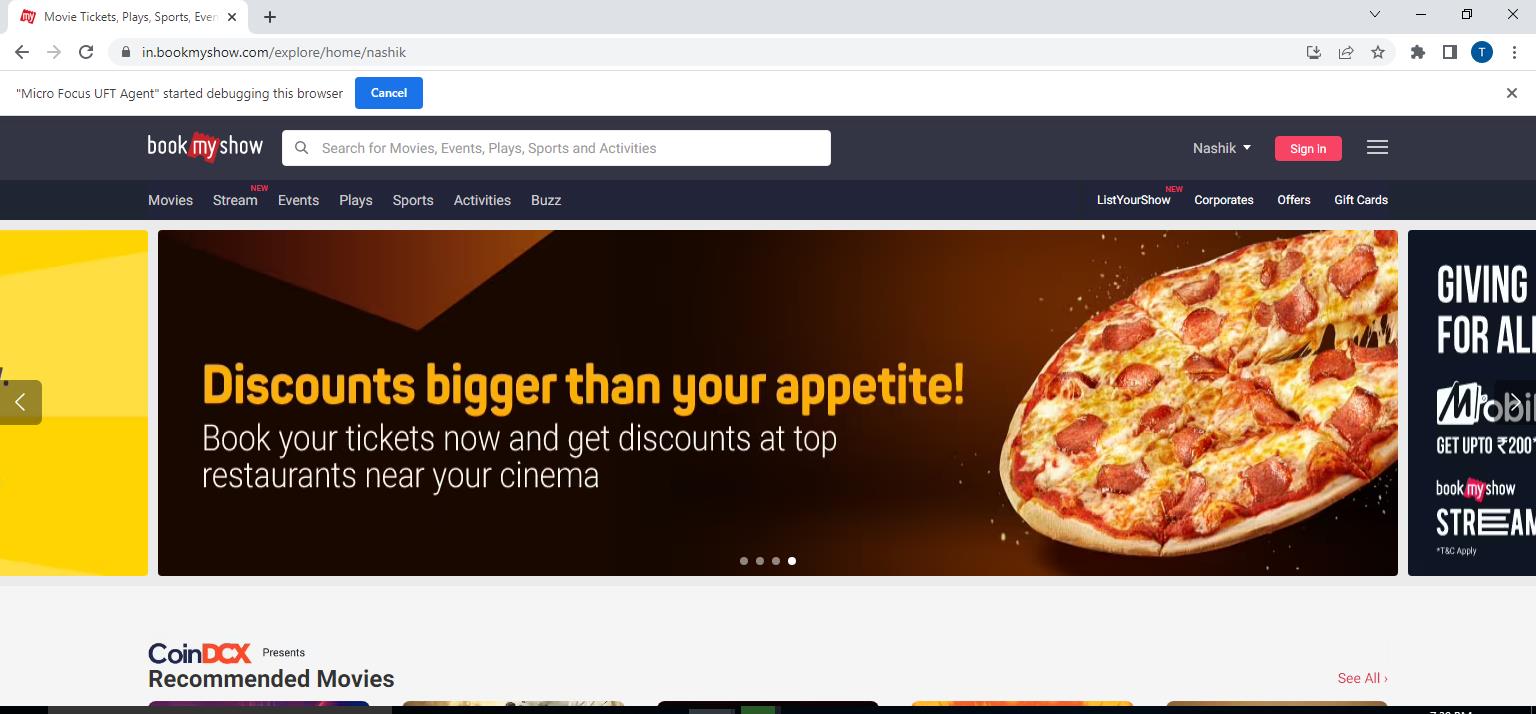 Movie Tickets, Plays, Sports, Even
in.bookmyshow.com/explore/home/nashik
T
"Micro Focus UFT Agent" started debugging this browser
Cancel
book my show
Search for Movies, Events, Plays, Sports and Activities
Nashik
Sign in
Movies
Stream
NEW
Events
Plays
Sports
Activities
Buzz
ListYourShow
NEW
Corporates
Offers
Gift Cards
Discounts bigger than your appetite!
Book your tickets now and get discounts at top
restaurants near your cinema
GIVING
FOR ALL
GET UPTO ₹200*
book my show
STREAM
*T&C Apply
CoinDCX Presents
Recommended Movies
See All ›